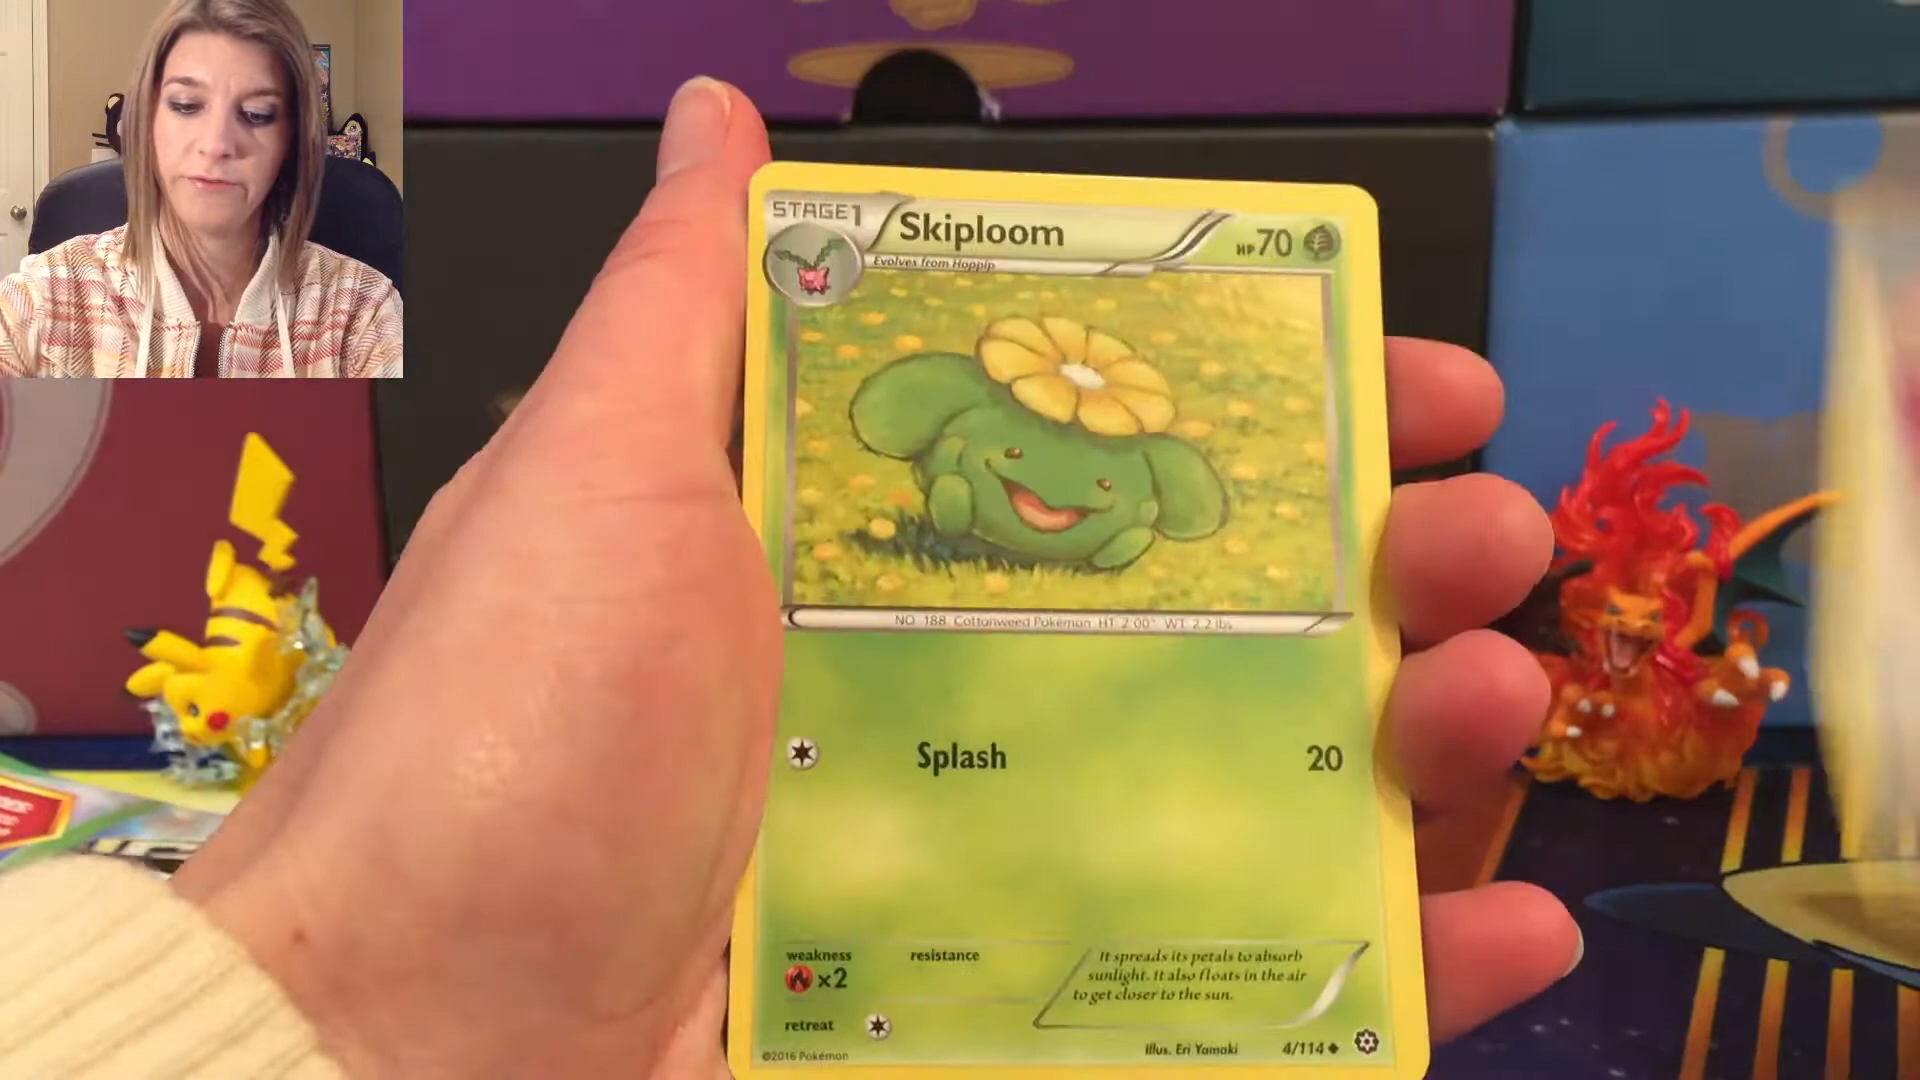 STAGE1
Skiploom
HP70
Evolves from Hoppip
NO. 188 Cottonweed Pokémon HT 2'00" WT 2.2 lbs.
Splash 20
weakness
×2
resistance
retreat
It spreads its petals to absorb
sunlight. It also floats in the air
to get closer to the sun.
©2016 Pokémon
Illus. Eri Yamaki
4/114